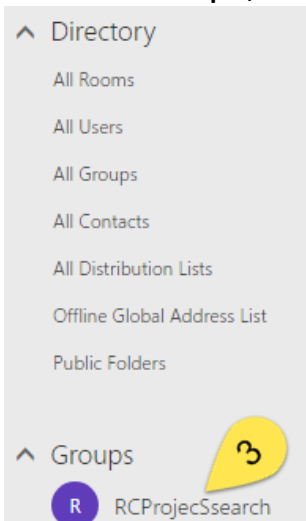 Directory
All Rooms
All Users
All Groups
All Contacts
All Distribution Lists
Offline Global Address List
Public Folders
Groups
3
R RCProjecSsearch